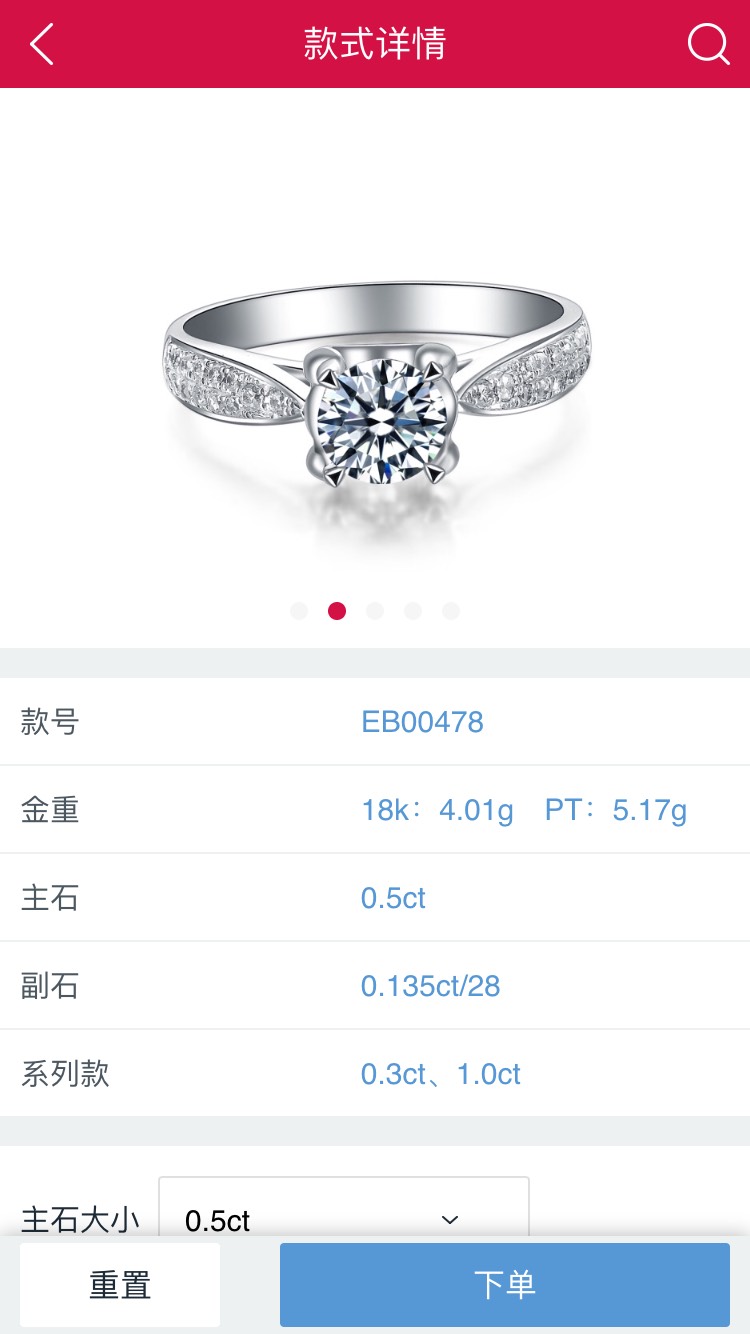 款式详情
款号 EB00478
金重 18k：4.01g PT：5.17g
主石 0.5ct
副石 0.135ct/28
系列款 0.3ct、1.0ct
主石大小 0.5ct
重置 下单